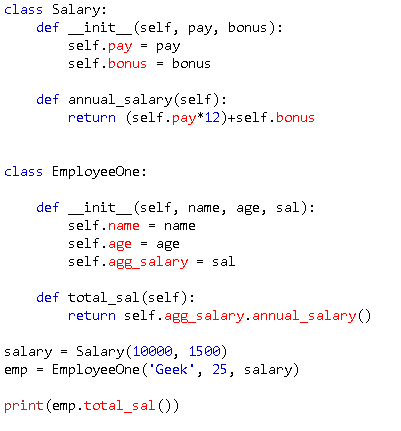 class Salary:
    def __init__(self, pay, bonus):
        self.pay = pay
        self.bonus = bonus

    def annual_salary(self):
        return (self.pay*12)+self.bonus


class EmployeeOne:

    def __init__(self, name, age, sal):
        self.name = name
        self.age = age
        self.agg_salary = sal

    def total_sal(self):
        return self.agg_salary.annual_salary()

salary = Salary(10000, 1500)
emp = EmployeeOne('Geek', 25, salary)

print(emp.total_sal())